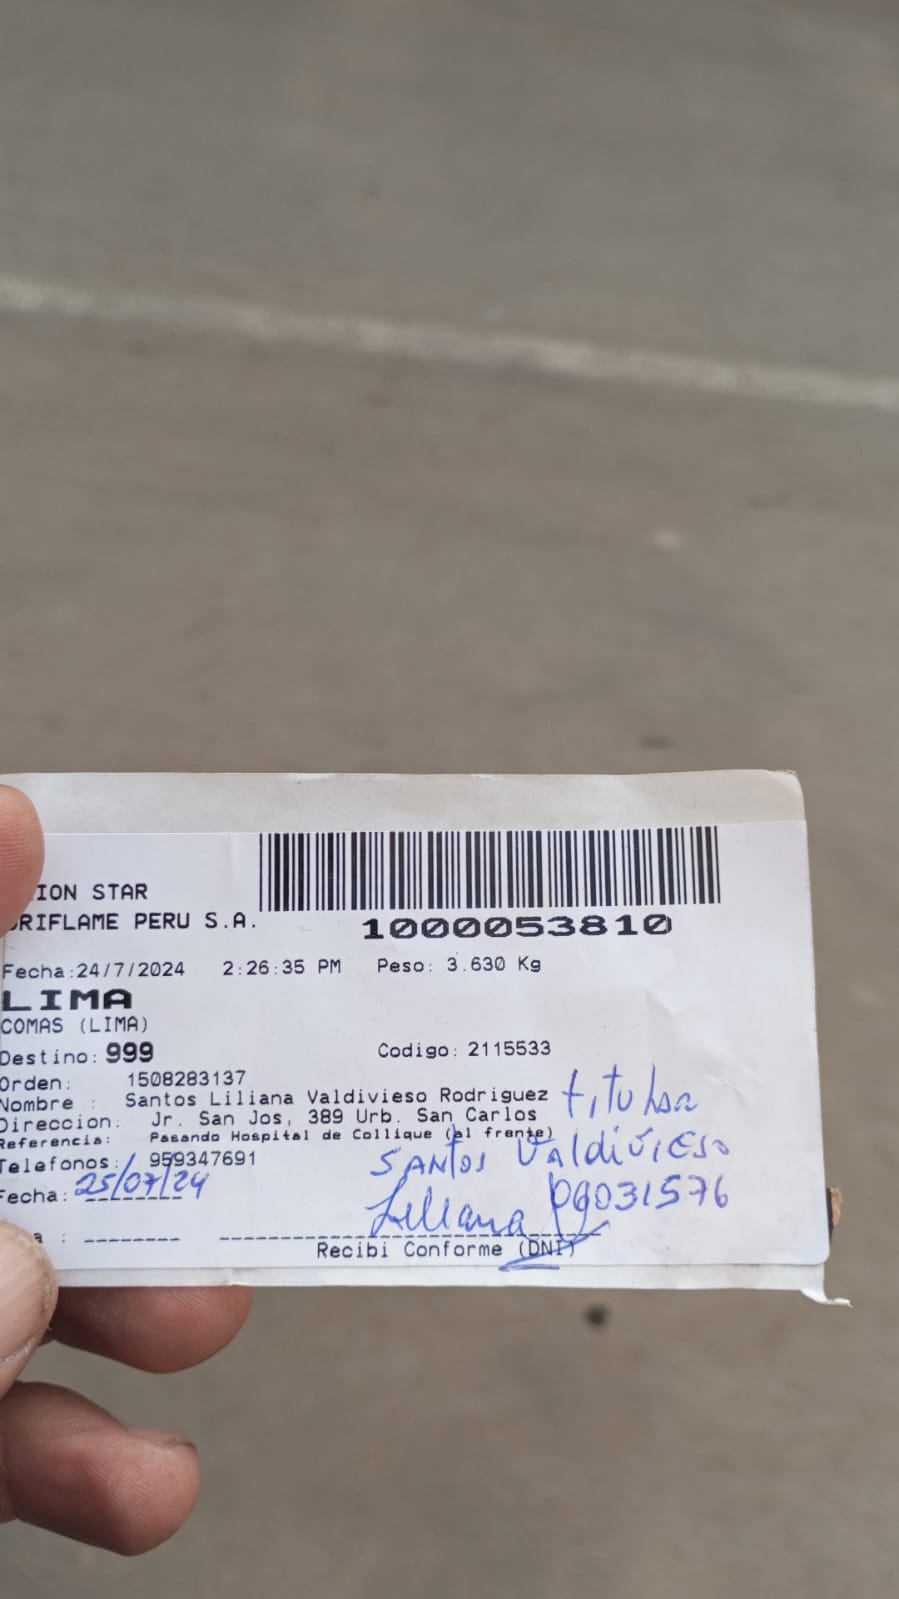 ION STAR
ORIFLAME PERU S.A.
1000053810
Fecha:24/7/2024 2:26:35 PM Peso: 3.630 Kg
LIMA
COMAS (LIMA)
Destino: 999 Codigo: 2115533
Orden: 1508283137
Nombre : Santos Liliana Valdivieso Rodriguez titular
Direccion: Jr. San Jos, 389 Urb. San Carlos
Referencia: Pasando Hospital de Collique (al frente)
Telefonos: 959347691 SANtos Valdivieso
Fecha: 25/07/24 Liliana 09031576
a : --------
Recibi Conforme (DNI)